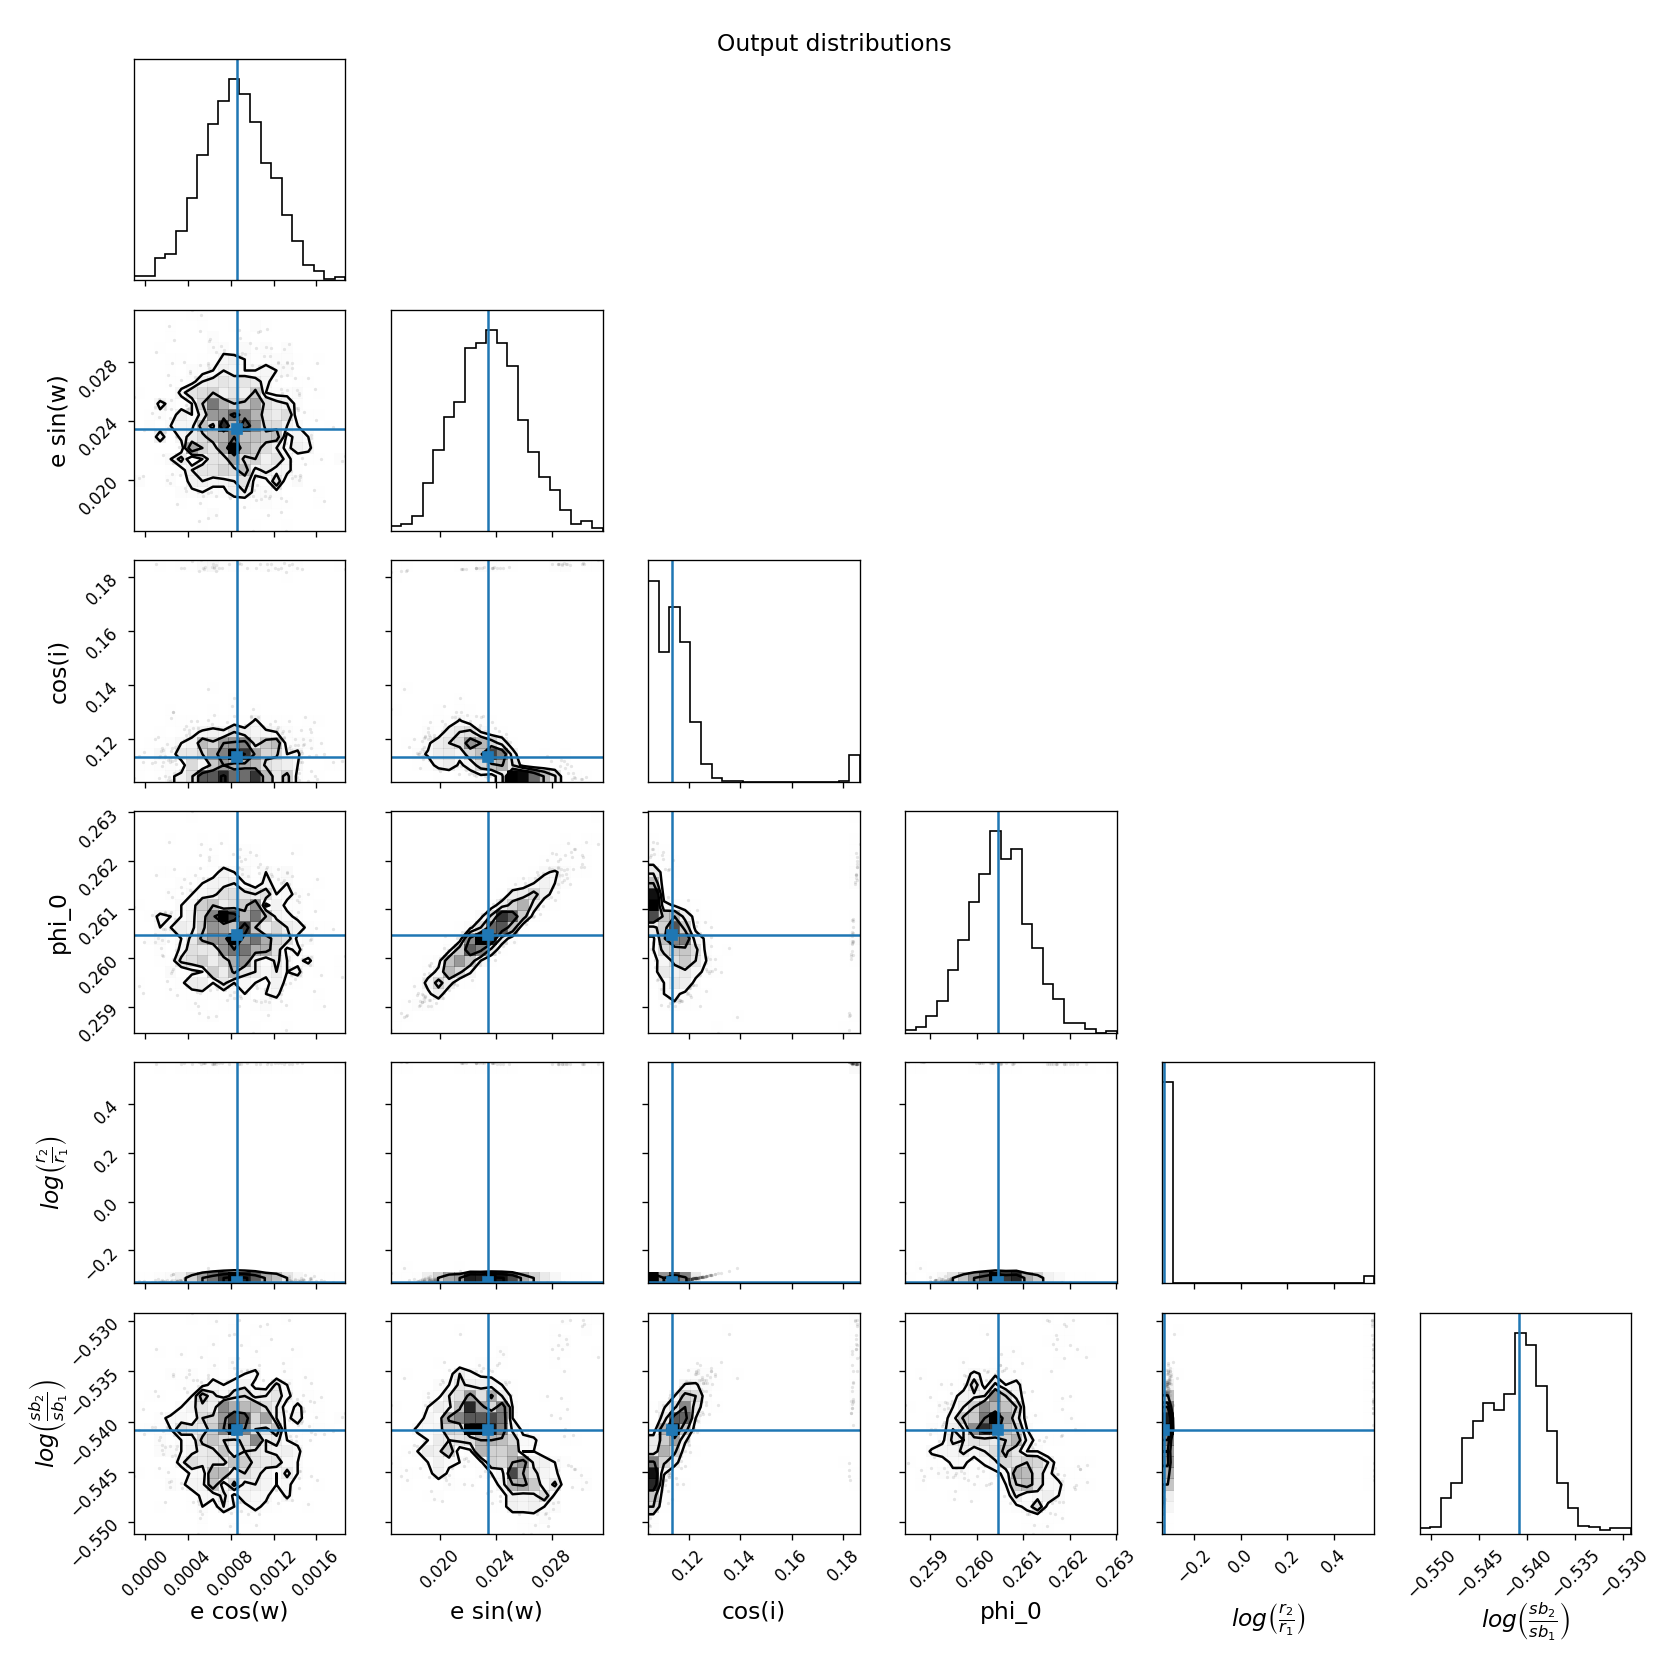 Output distributions
e sin(w)
0.028
0.024
0.020
cos(i)
0.18
0.16
0.14
0.12
phi_0
0.263
0.262
0.261
0.260
0.259
log(r₂/r₁)
0.4
0.2
0.0
−0.2
log(sb₂/sb₁)
−0.530
−0.535
−0.540
−0.545
−0.550
0.0000 0.0004 0.0008 0.0012 0.0016
0.020 0.024 0.028
0.12 0.14 0.16 0.18
0.259 0.260 0.261 0.262 0.263
−0.2 0.0 0.2 0.4
−0.550 −0.545 −0.540 −0.535 −0.530
e cos(w)
e sin(w)
cos(i)
phi_0
log(r₂/r₁)
log(sb₂/sb₁)